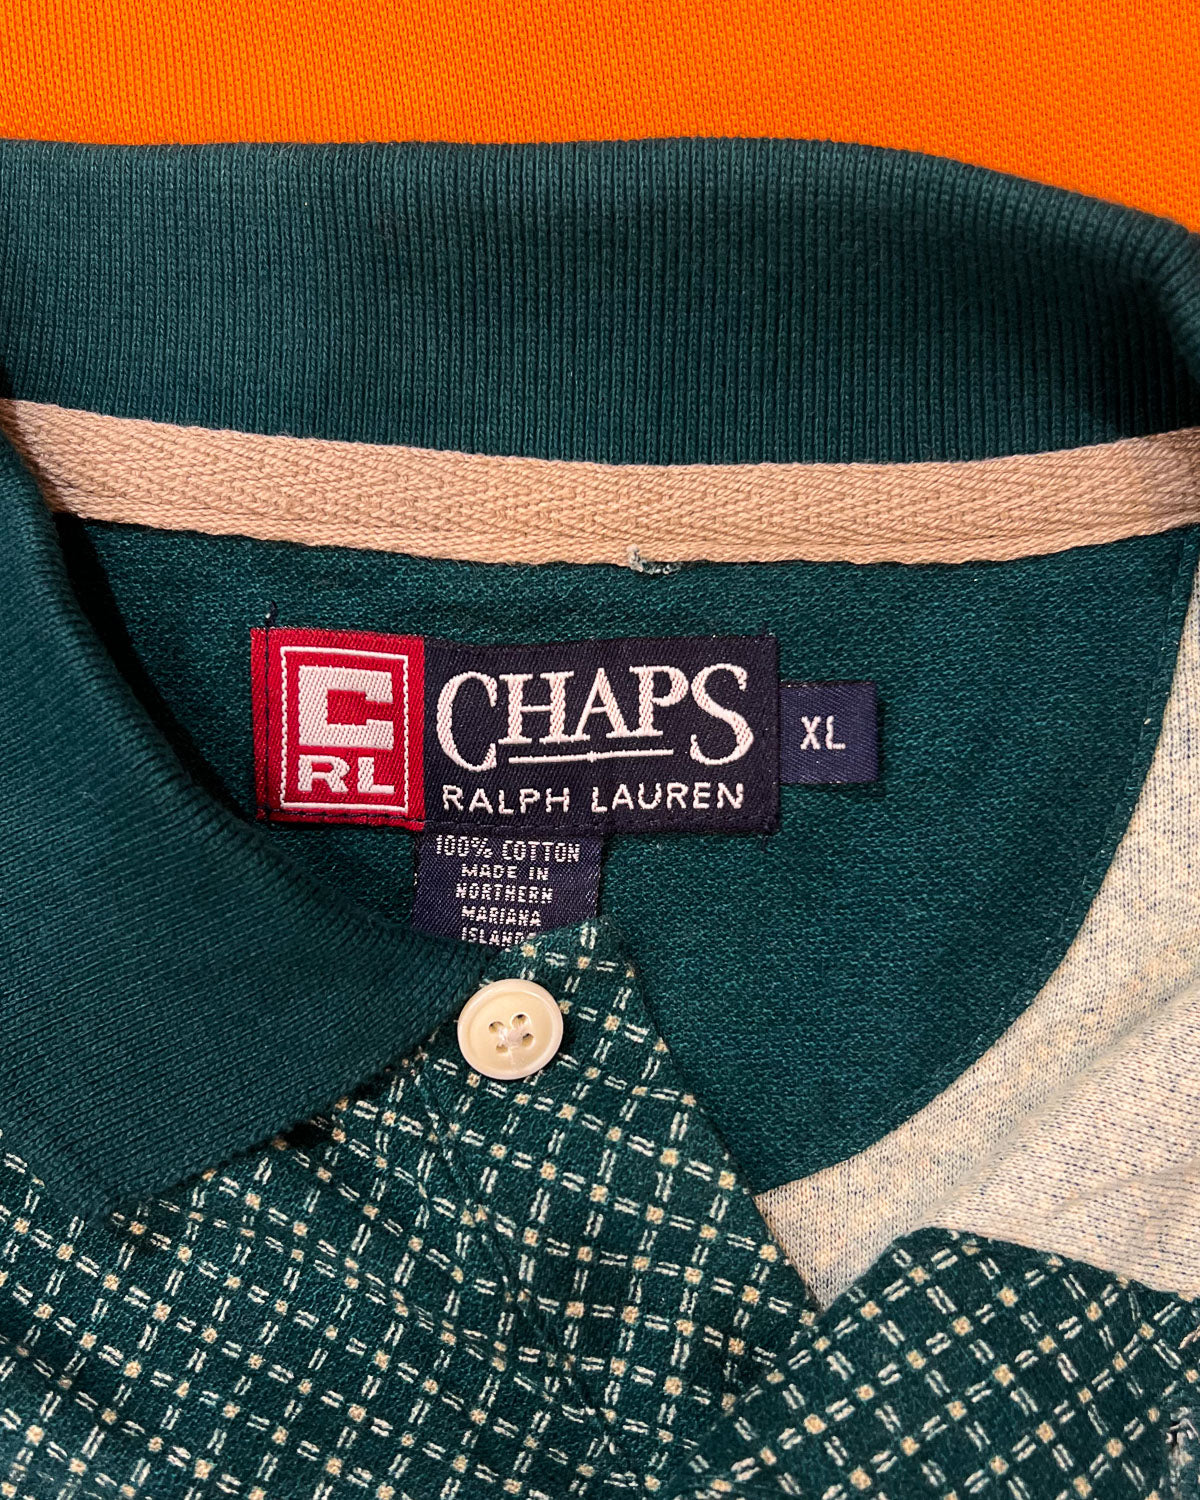 C
RL
CHAPS
RALPH LAUREN
XL
100% COTTON
MADE IN
NORTHERN
MARIANA
ISLANDS